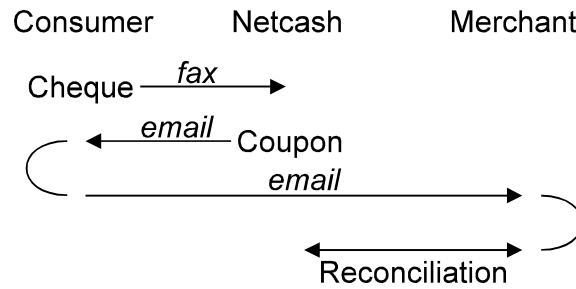 Consumer Netcash Merchant
fax
Cheque
email
Coupon
email
Reconciliation